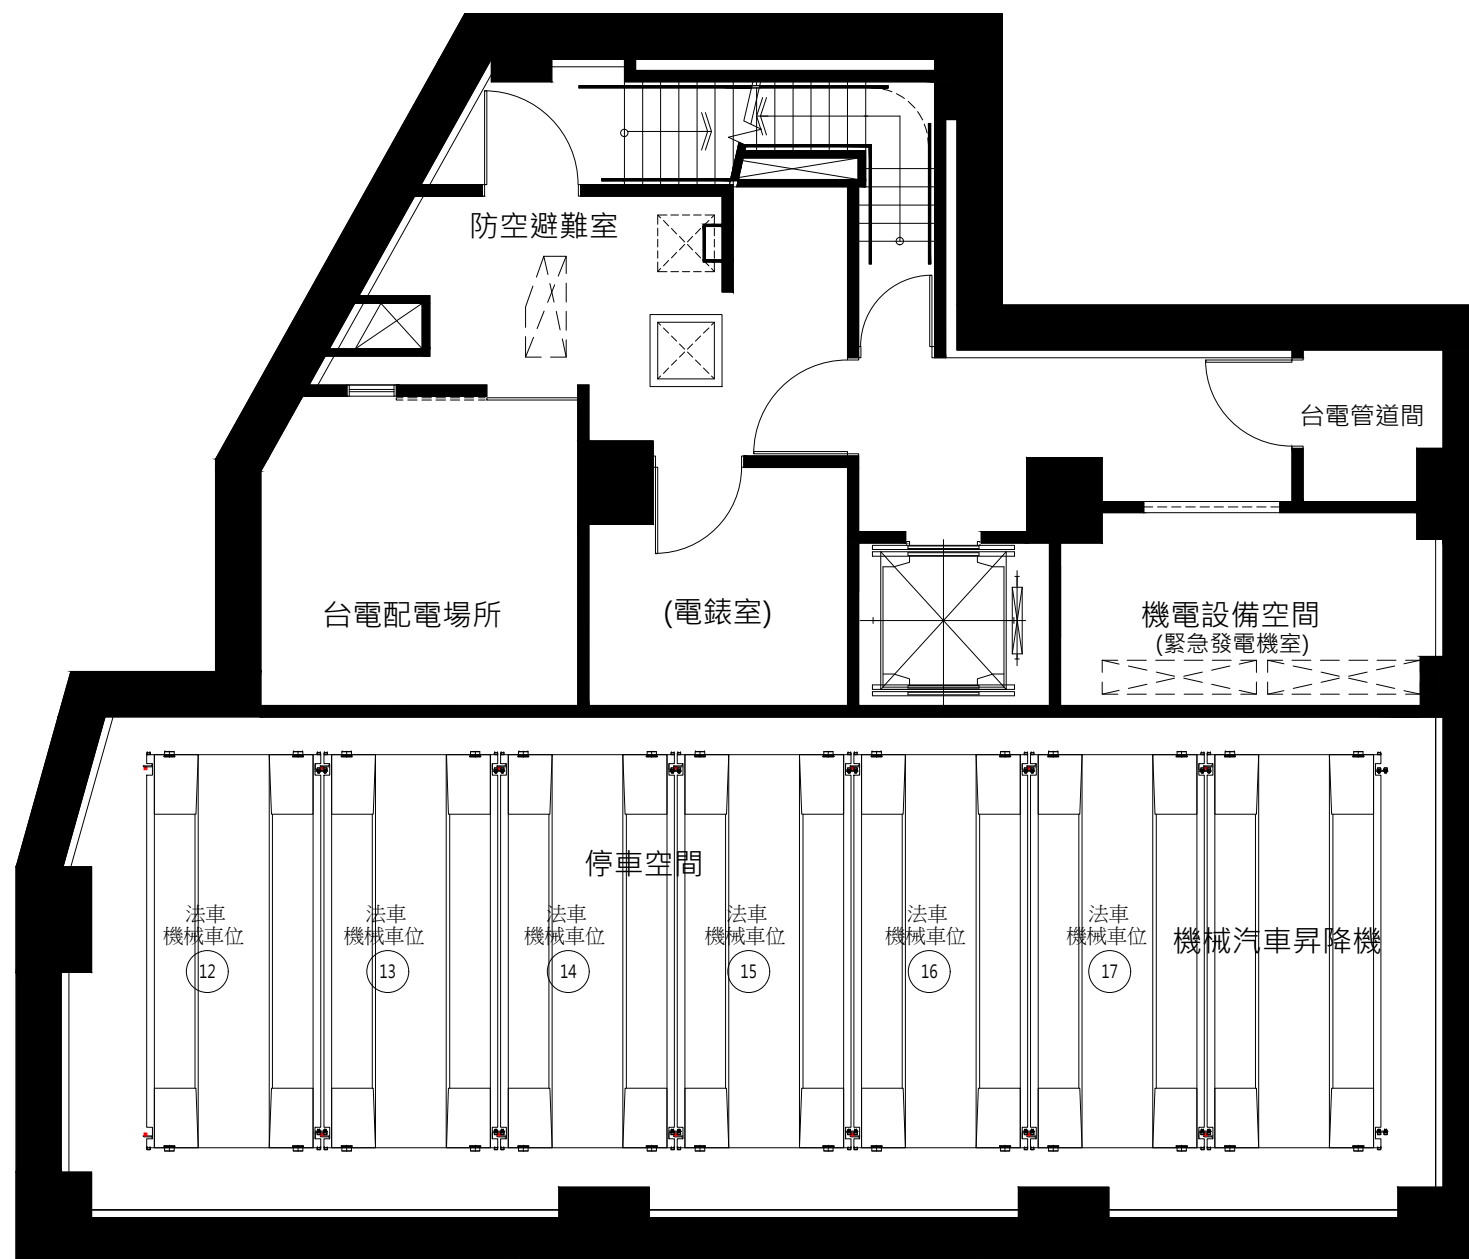 防空避難室
台電管道間
台電配電場所
(電錶室)
機電設備空間
(緊急發電機室)
停車空間
法車
機械車位
12
法車
機械車位
13
法車
機械車位
14
法車
機械車位
15
法車
機械車位
16
法車
機械車位
17
機械汽車昇降機